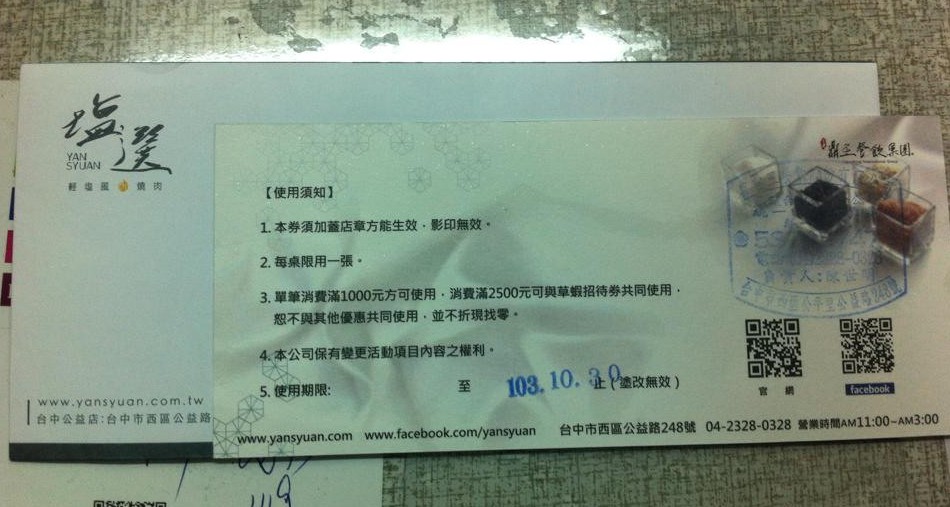 塩選
YAN
SYUAN
輕塩風燒肉
鼎王餐飲集團
【使用須知】
1. 本券須加蓋店章方能生效，影印無效。
2. 每桌限用一張。
3. 單筆消費滿1000元方可使用，消費滿2500元可與草蝦招待券共同使用，
恕不與其他優惠共同使用，並不折現找零。
4. 本公司保有變更活動項目內容之權利。
5. 使用期限: 至 103.10.30 止（塗改無效）
官網
facebook
www.yansyuan.com.tw
台中公益店:台中市西區公益路
www.yansyuan.com www.facebook.com/yansyuan 台中市西區公益路248號 04-2328-0328 營業時間AM11:00~AM3:00